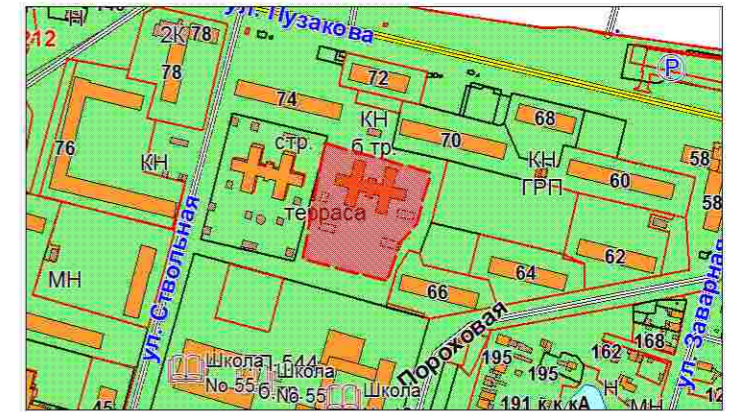 ул. Пузакова
Н
2К 78
212
78
72
Р
74
КН
68
стр.
б.тр.
70
76
КН
КН
58
ГРП
60
58
терраса
ул. Ствольная
МН
62
64
66
ул. Заварная
Пороховая
168
Школа
544
195
162
№ 55
б.
Школа
195
№ 55
Школа
Н
45
191
к
к
кА
МН
12